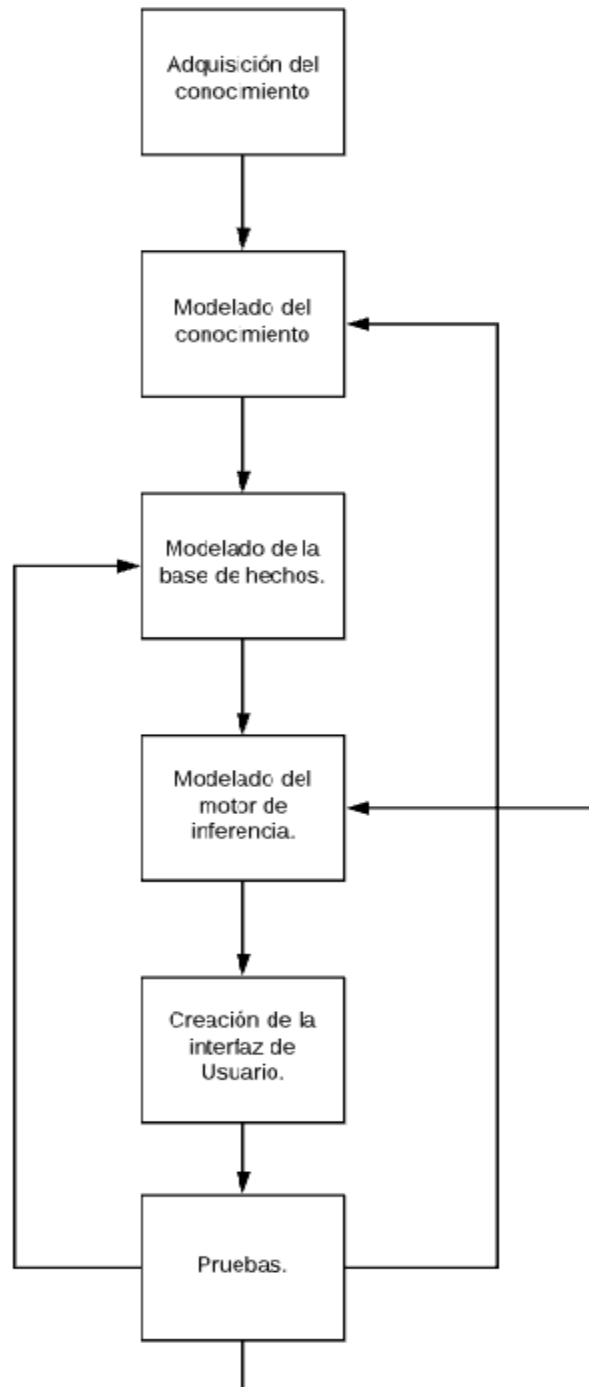 Adquisición del
conocimiento
Modelado del
conocimiento
Modelado de la
base de hechos.
Modelado del
motor de
inferencia.
Creación de la
interfaz de
Usuario.
Pruebas.